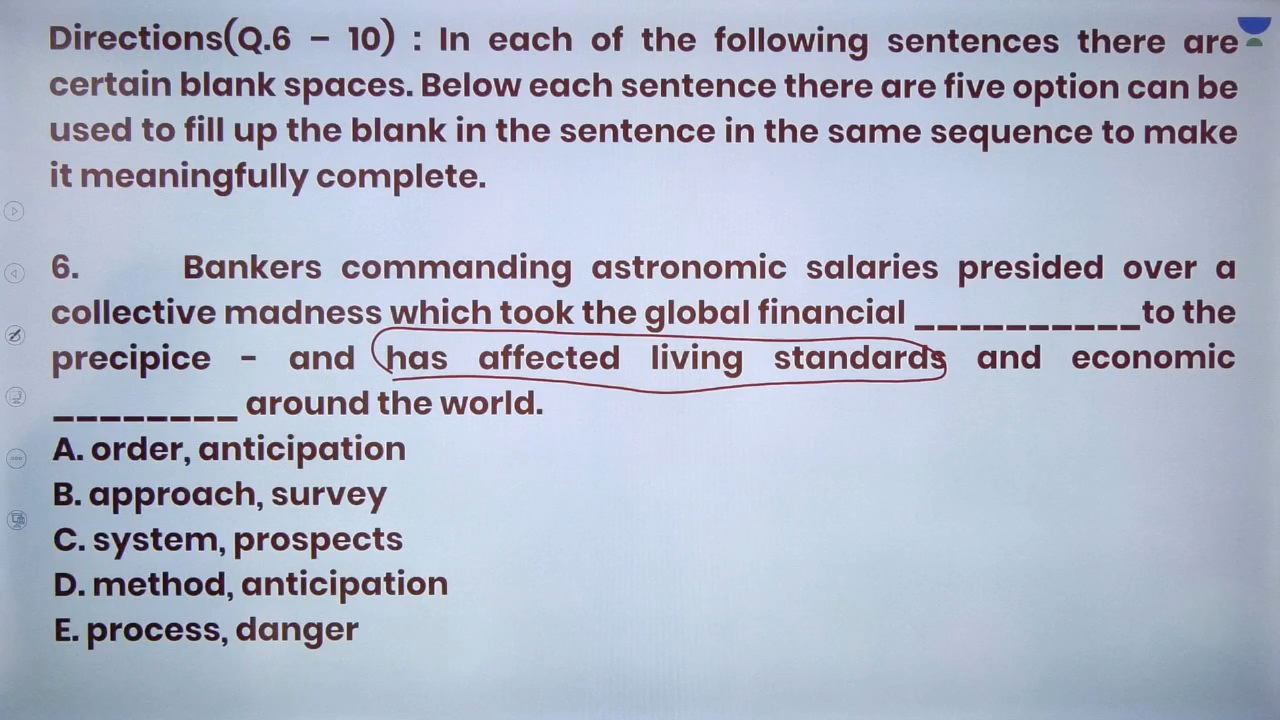 Directions(Q.6 – 10) : In each of the following sentences there are
certain blank spaces. Below each sentence there are five option can be
used to fill up the blank in the sentence in the same sequence to make
it meaningfully complete.
6. Bankers commanding astronomic salaries presided over a
collective madness which took the global financial __________ to the
precipice - and has affected living standards and economic
________ around the world.
A. order, anticipation
B. approach, survey
C. system, prospects
D. method, anticipation
E. process, danger